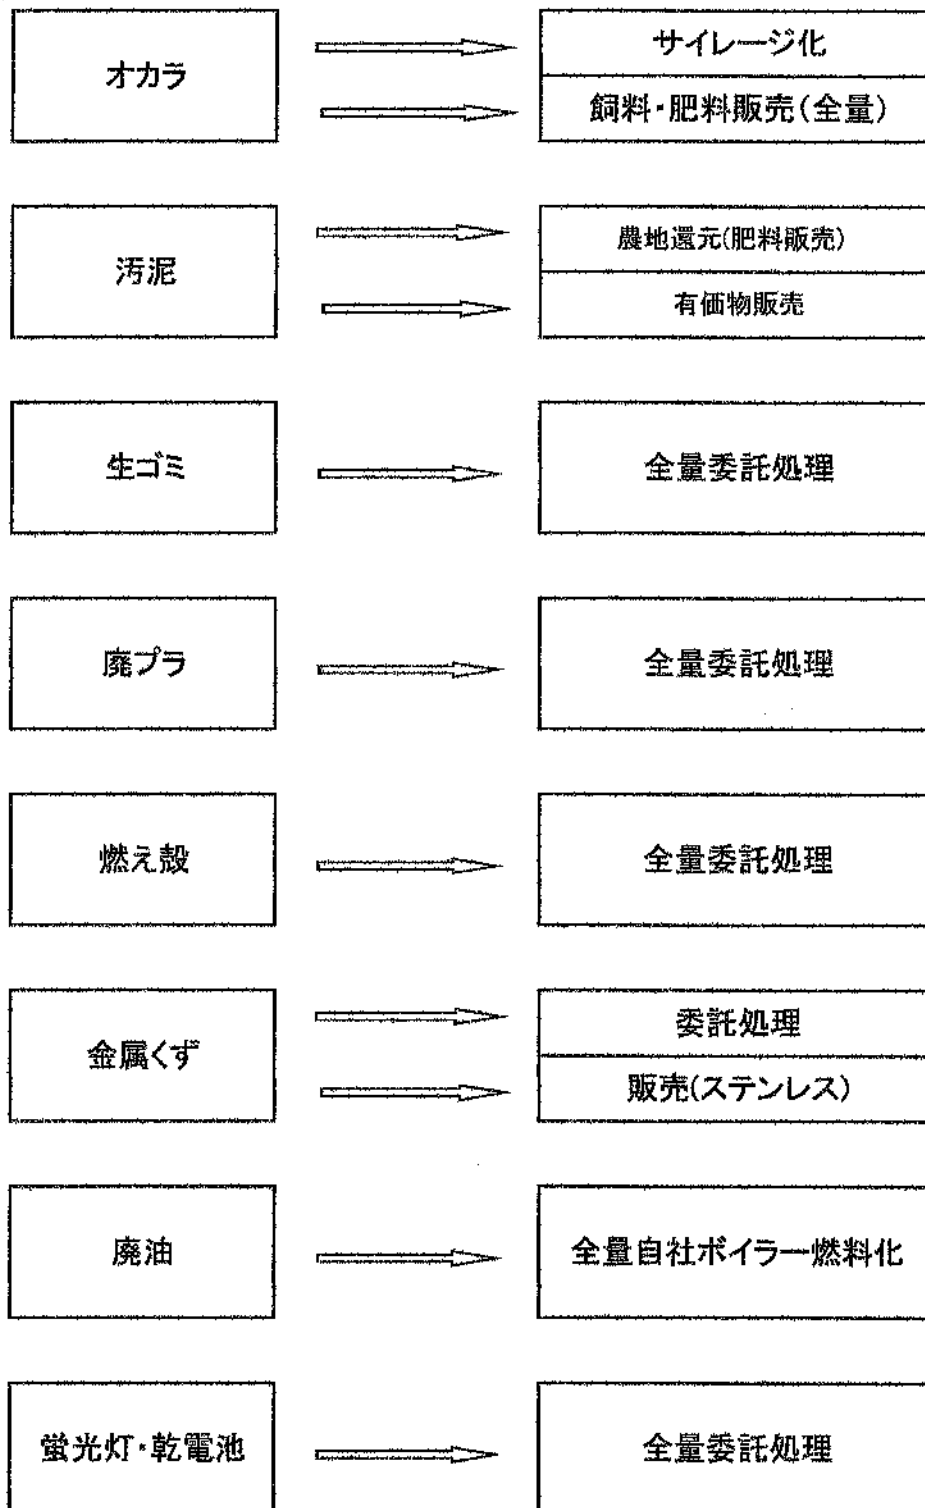 オカラ
サイレージ化
飼料・肥料販売(全量)
汚泥
農地還元(肥料販売)
有価物販売
生ゴミ
全量委託処理
廃プラ
全量委託処理
燃え殻
全量委託処理
金属くず
委託処理
販売(ステンレス)
廃油
全量自社ボイラー燃料化
蛍光灯・乾電池
全量委託処理